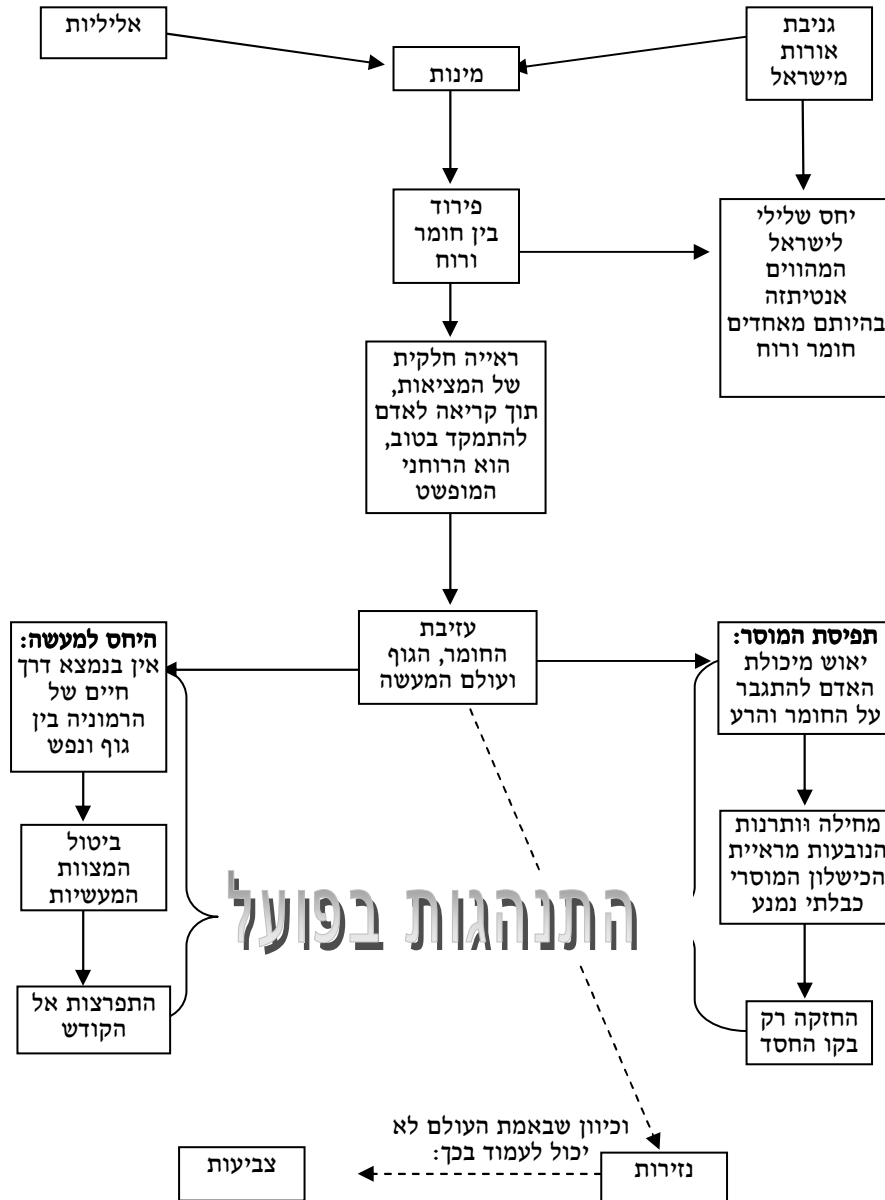 גניבת
אורות
מישראל
אליליות
מינות
פירוד
בין חומר
ורוח
יחס שלילי
לישראל
המהווים
אנטיתזה
בהיותם מאחדים
חומר ורוח
ראייה חלקית
של המציאות,
תוך קריאה לאדם
להתמקד בטוב,
הוא הרוחני
המופשט
עזיבת
החומר, הגוף
ועולם המעשה
תפיסת המוסר:
יאוש מיכולת
האדם להתגבר
על החומר והרע
מחילה וּותרנות
הנובעות מראיית
הכישלון המוסרי
כבלתי נמנע
החזקה רק
בקו החסד
היחס למעשה:
אין בנמצא דרך
חיים של
הרמוניה בין
גוף ונפש
ביטול
המצוות
המעשיות
התפרצות אל
הקודש
התנהגות בפועל
נזירות
וכיוון שבאמת העולם לא
יכול לעמוד בכך:
צביעות